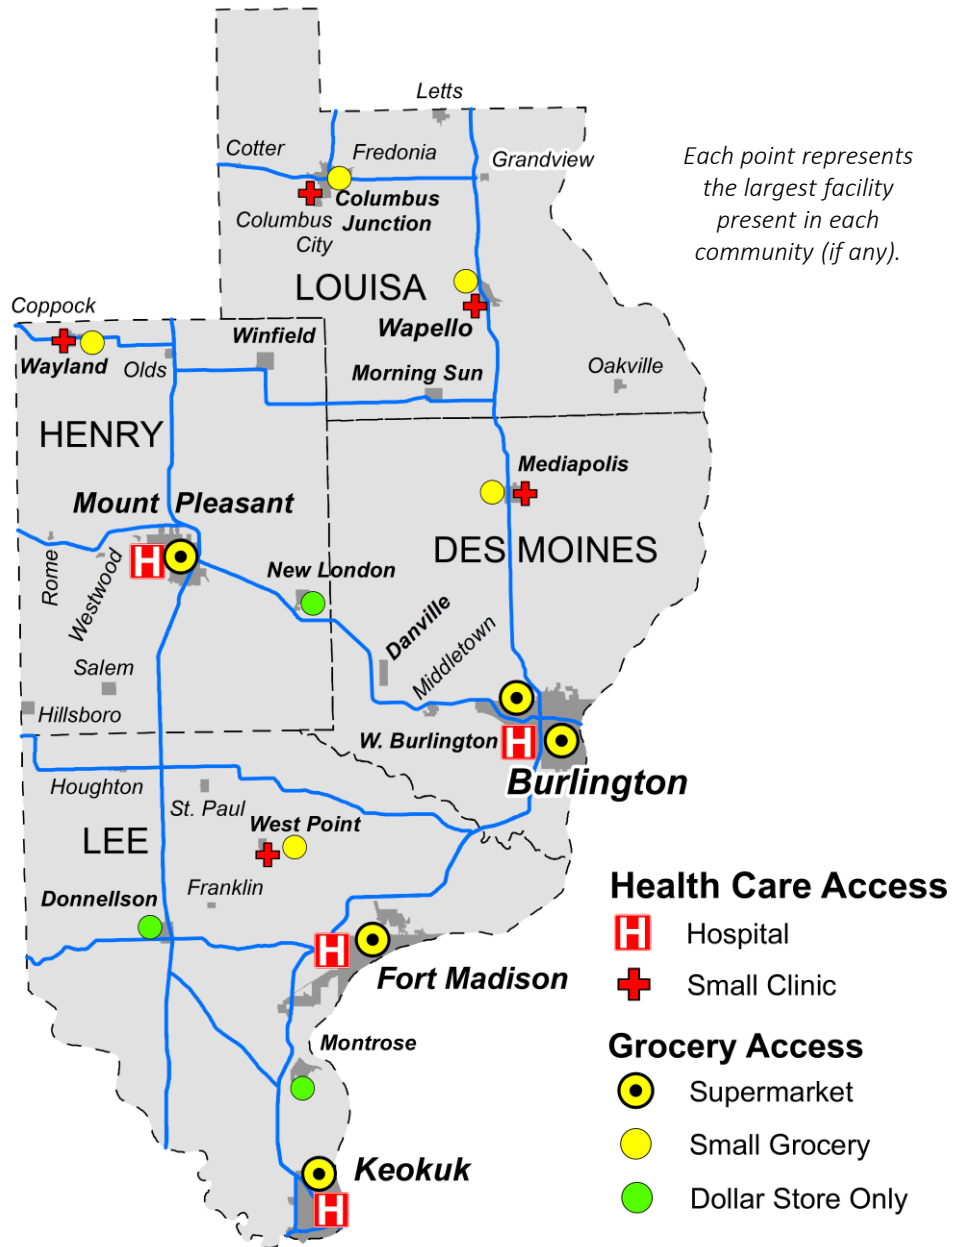 Letts
Cotter
Fredonia
Grandview
Each point represents
the largest facility
present in each
community (if any).
Columbus
Junction
Columbus
City
LOUISA
Coppock
Wapello
Winfield
Wayland
Olds
Morning Sun
Oakville
HENRY
Mediapolis
Mount Pleasant
DES MOINES
H
New London
Rome
Westwood
Danville
Middletown
Salem
Hillsboro
W. Burlington
H
Burlington
Houghton
St. Paul
West Point
LEE
Franklin
Donnellson
H
Fort Madison
Montrose
Keokuk
H
Health Care Access
H Hospital
Small Clinic
Grocery Access
Supermarket
Small Grocery
Dollar Store Only